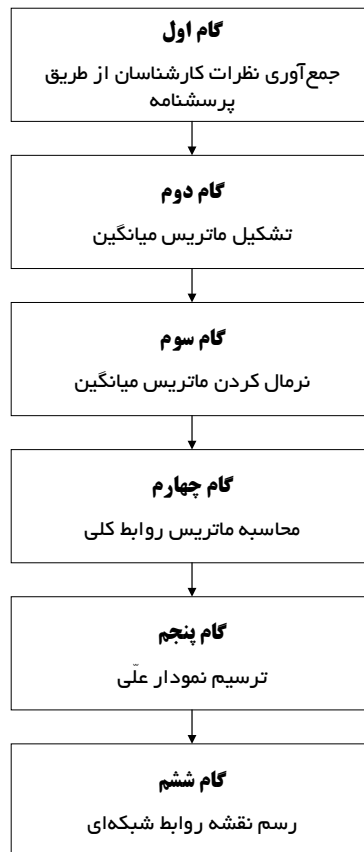 گام اول
جمع‌آوری نظرات کارشناسان از طریق
پرسشنامه
گام دوم
تشکیل ماتریس میانگین
گام سوم
نرمال کردن ماتریس میانگین
گام چهارم
محاسبه ماتریس روابط کلی
گام پنجم
ترسیم نمودار علّی
گام ششم
رسم نقشه روابط شبکه‌ای